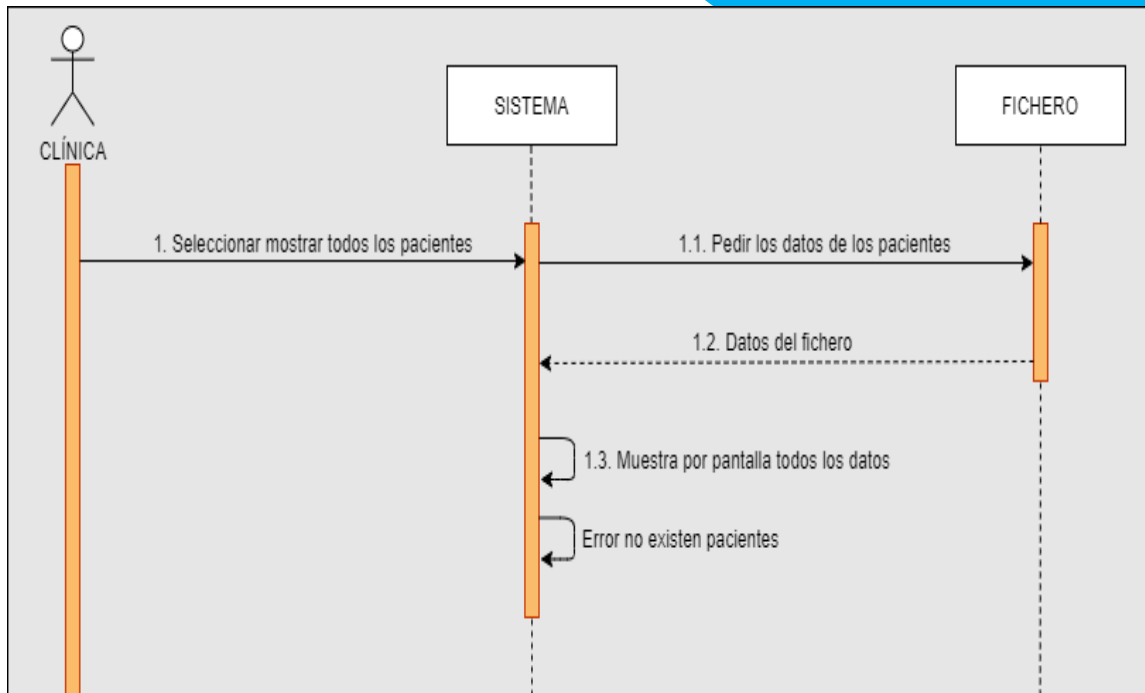 SISTEMA
FICHERO
CLÍNICA
1. Seleccionar mostrar todos los pacientes
1.1. Pedir los datos de los pacientes
1.2. Datos del fichero
1.3. Muestra por pantalla todos los datos
Error no existen pacientes